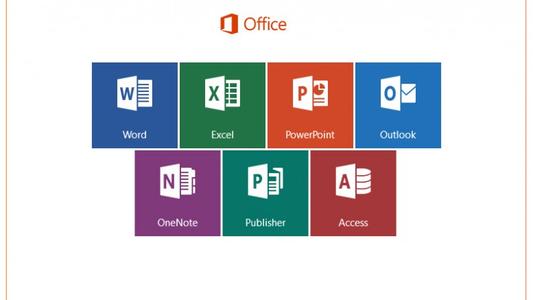 Office
W Word
X Excel
P PowerPoint
O Outlook
N OneNote
P Publisher
A Access